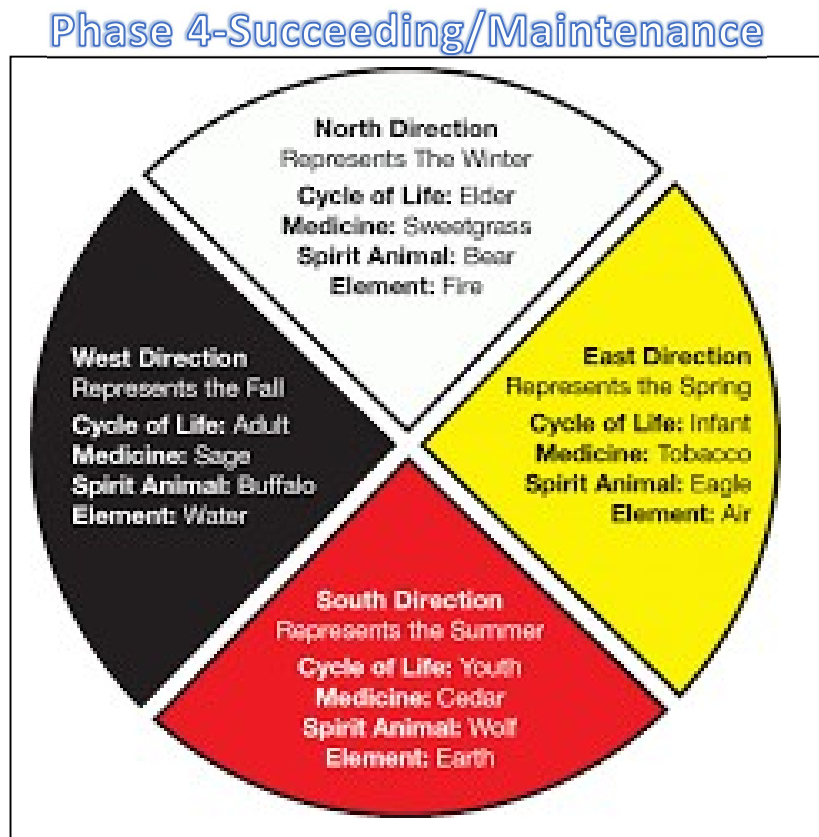 Phase 4-Succeeding/Maintenance
North Direction
Represents The Winter
Cycle of Life: Elder
Medicine: Sweetgrass
Spirit Animal: Bear
Element: Fire
West Direction
Represents the Fall
Cycle of Life: Adult
Medicine: Sage
Spirit Animal: Buffalo
Element: Water
East Direction
Represents the Spring
Cycle of Life: Infant
Medicine: Tobacco
Spirit Animal: Eagle
Element: Air
South Direction
Represents the Summer
Cycle of Life: Youth
Medicine: Cedar
Spirit Animal: Wolf
Element: Earth